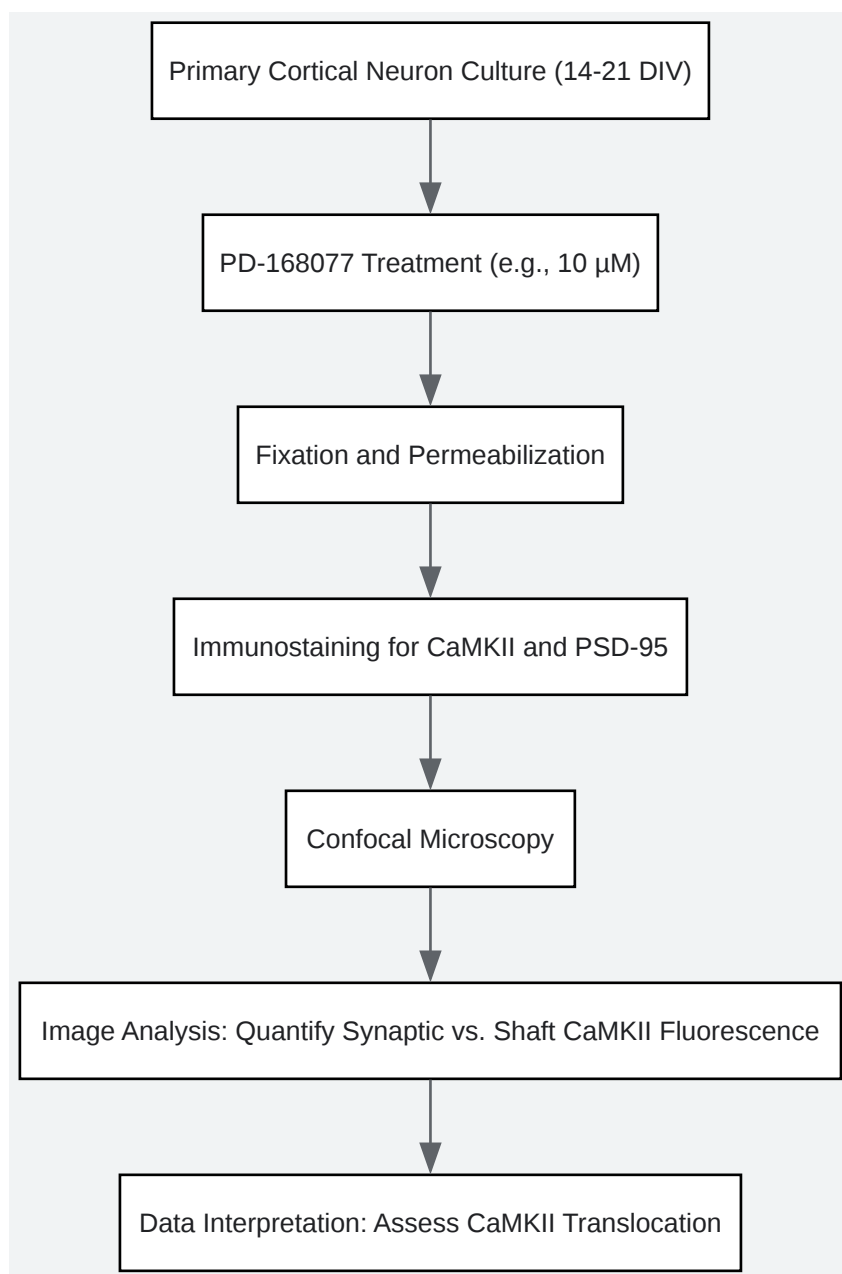 Primary Cortical Neuron Culture (14-21 DIV)
PD-168077 Treatment (e.g., 10 µM)
Fixation and Permeabilization
Immunostaining for CaMKII and PSD-95
Confocal Microscopy
Image Analysis: Quantify Synaptic vs. Shaft CaMKII Fluorescence
Data Interpretation: Assess CaMKII Translocation